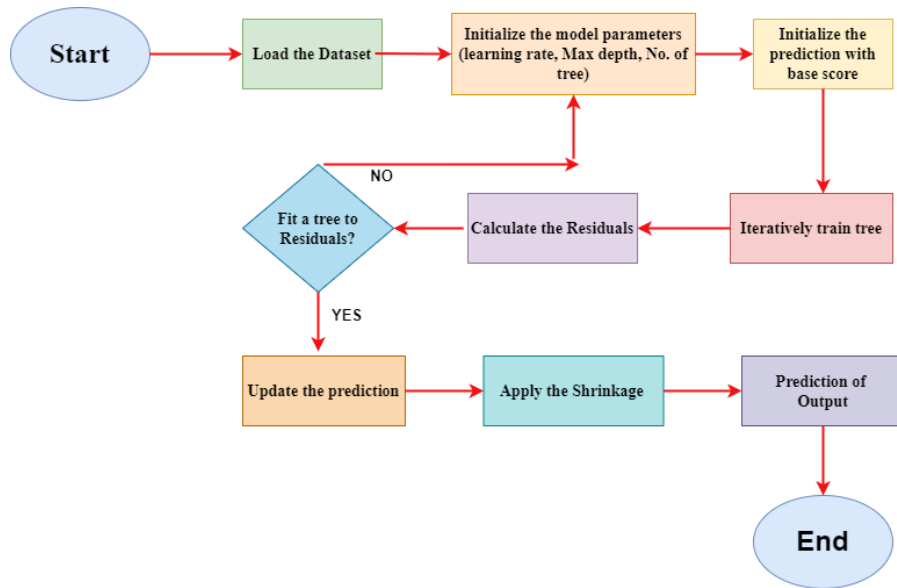 Start
Load the Dataset
Initialize the model parameters
(learning rate, Max depth, No. of
tree)
Initialize the
prediction with
base score
Iteratively train tree
Calculate the Residuals
Fit a tree to
Residuals?
NO
YES
Update the prediction
Apply the Shrinkage
Prediction of
Output
End